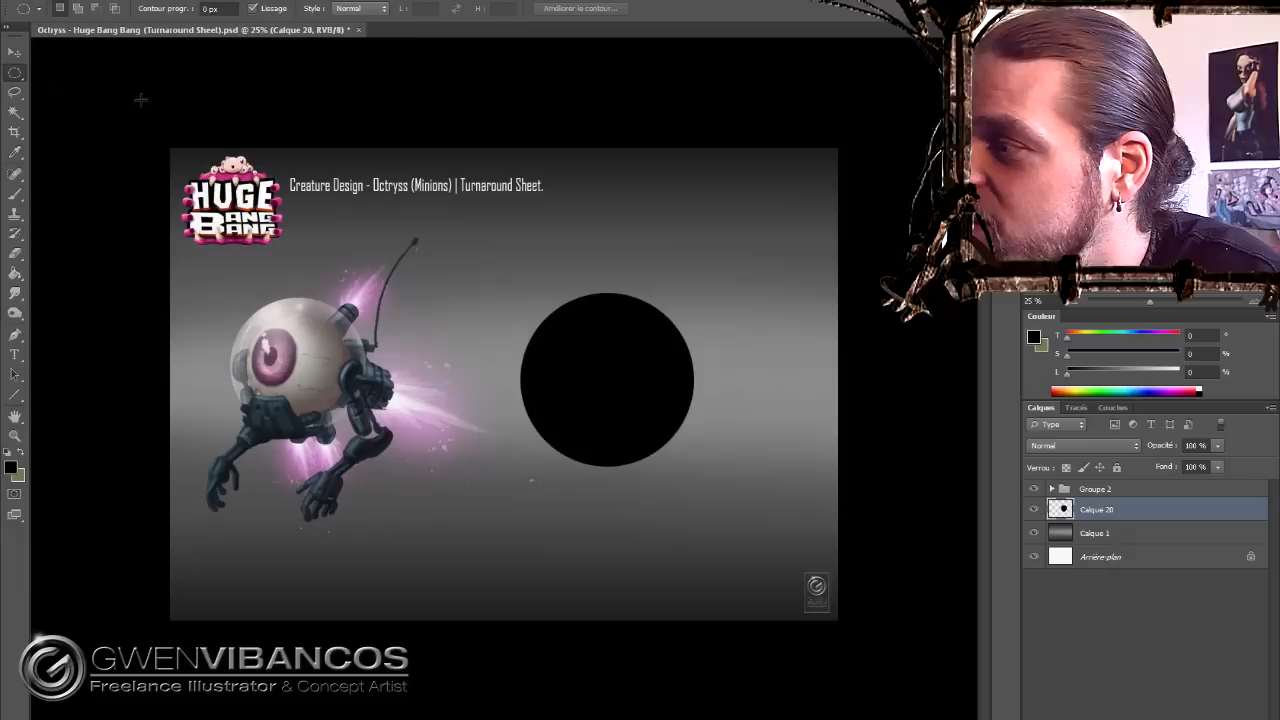 Contour progr. : 0 px Lissage Style : Normal L : H : Améliorer le contour...
Octryss - Huge Bang Bang (Turnaround Sheet).psd @ 25% (Calque 20, RVB/8) * ×
HUGE
BANG
BANG
Creature Design - Octryss (Minions) | Turnaround Sheet.
25 %
Couleur
T 0 °
S 0 %
L 0 %
Calques Tracés Couches
Type
Normal Opacité : 100 %
Verrou : Fond : 100 %
Groupe 2
Calque 20
Calque 1
Arrière-plan
GWENVIBANCOS
Freelance Illustrator & Concept Artist